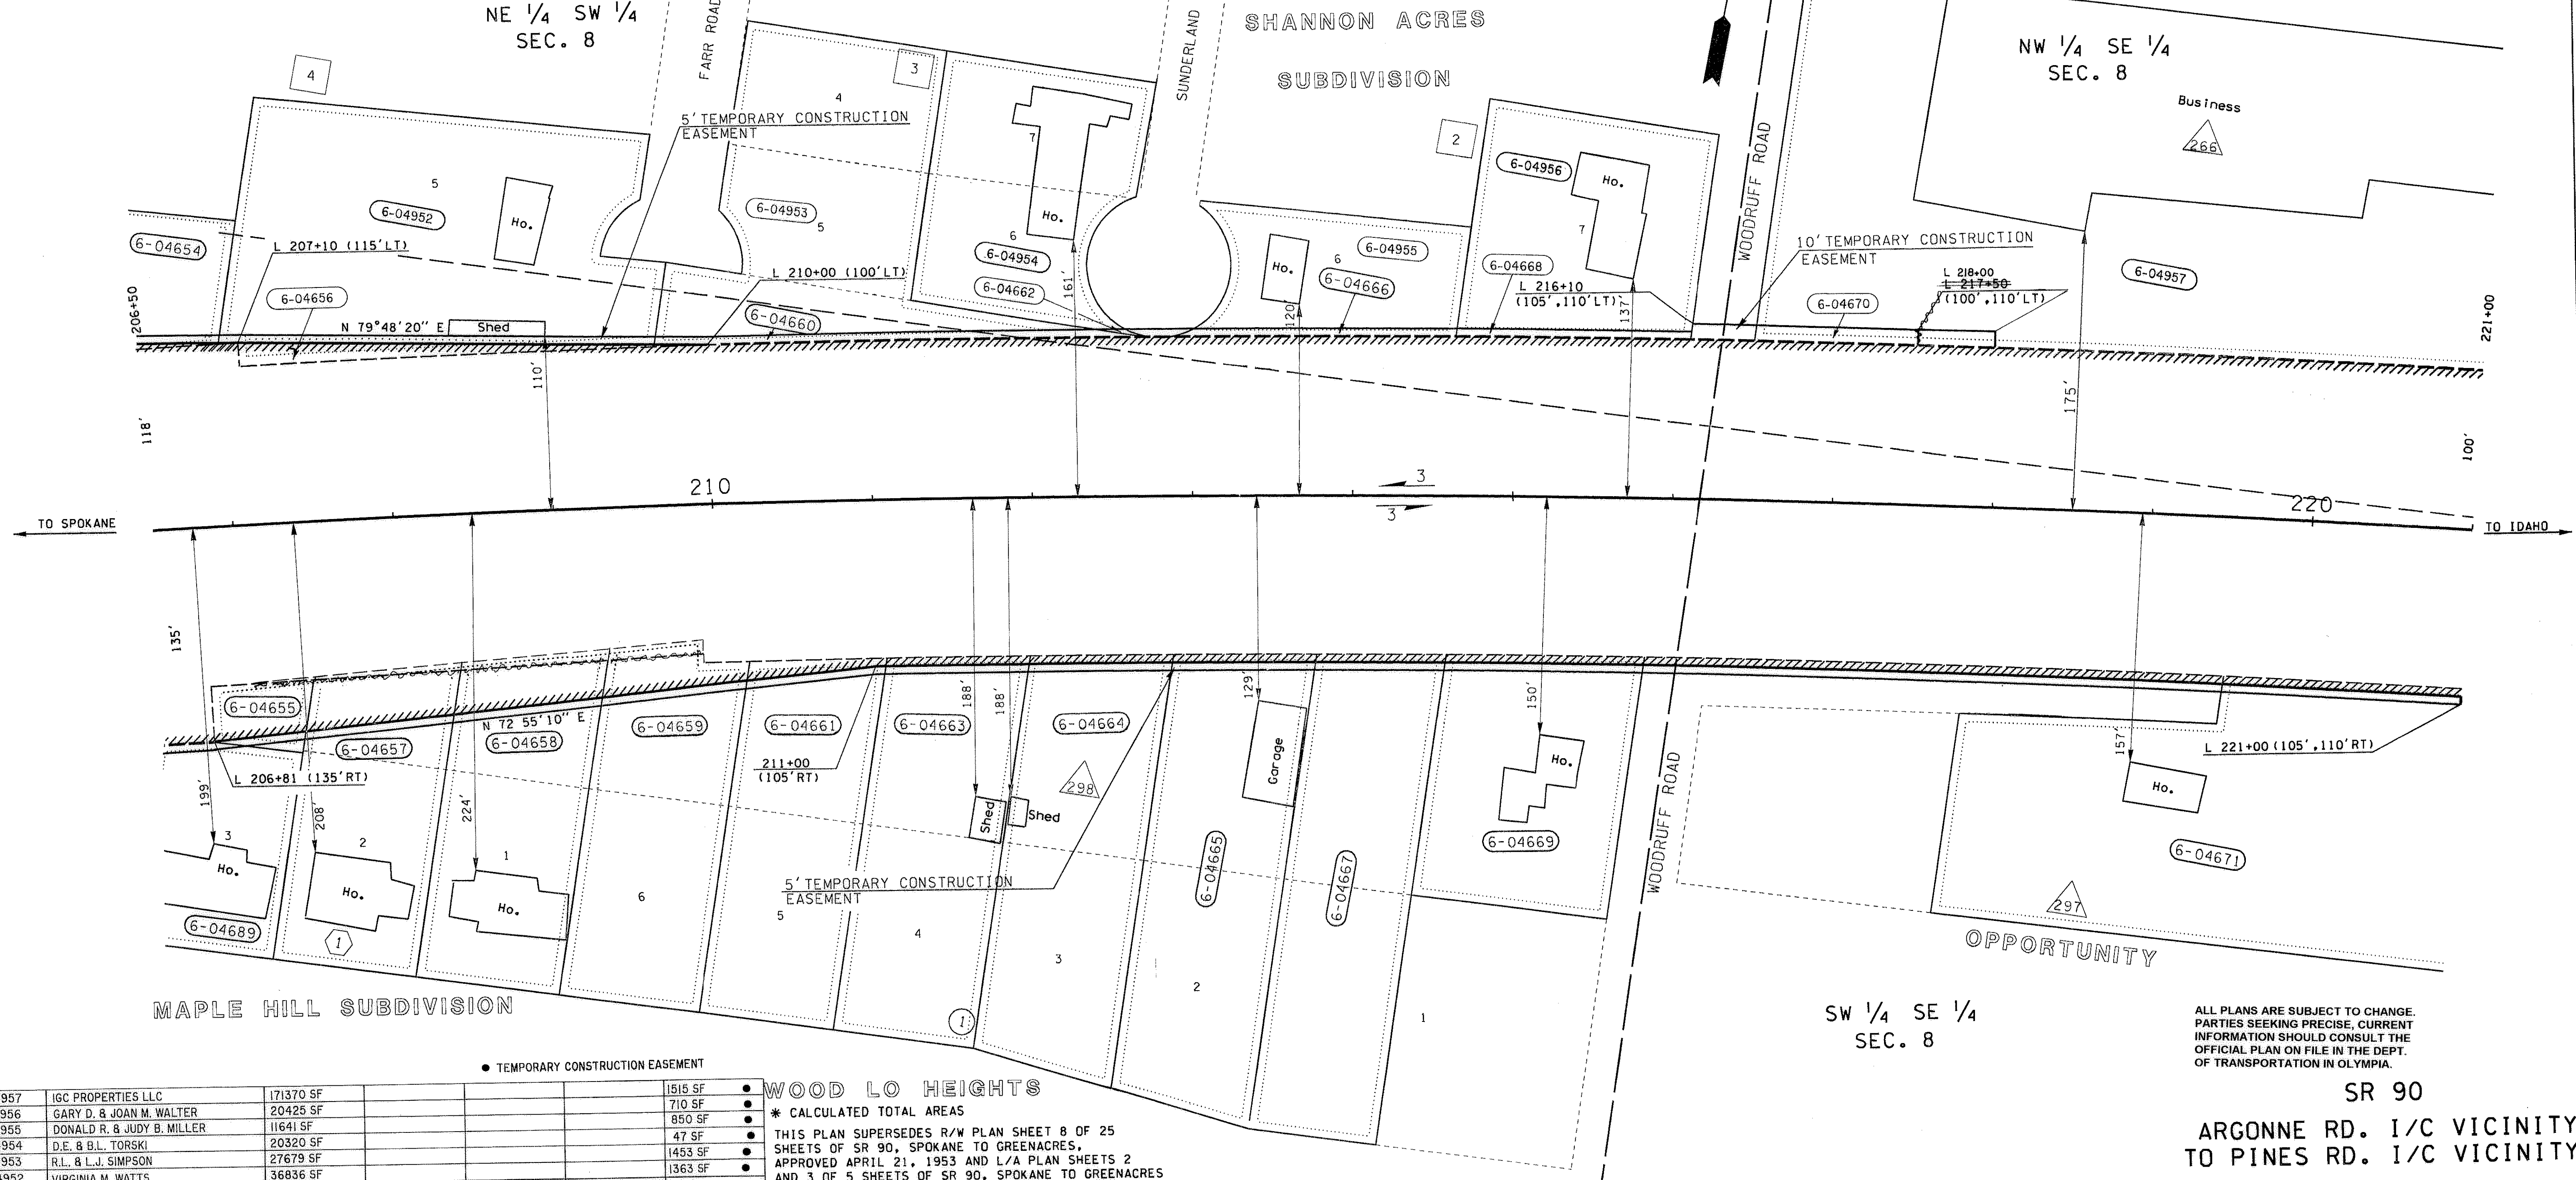 NE 1/4 SW 1/4
SEC. 8
FARR ROAD
SUNDERLAND
SHANNON ACRES
SUBDIVISION
WOODRUFF ROAD
NW 1/4 SE 1/4
SEC. 8
Business
266
4
3
2
4
7
5
5
6
6
7
5' TEMPORARY CONSTRUCTION
EASEMENT
6-04952
6-04953
6-04954
6-04955
6-04956
6-04957
6-04654
6-04656
6-04660
6-04662
6-04666
6-04668
6-04670
Ho.
Ho.
Ho.
Ho.
L 207+10 (115'LT)
L 210+00 (100'LT)
L 216+10
(105',110'LT)
10' TEMPORARY CONSTRUCTION
EASEMENT
L 218+00
L 217+50
(100',110'LT)
N 79°48'20" E
Shed
206+50
221+00
110'
161'
120'
137'
175'
118'
100'
210
3
3
220
TO SPOKANE
TO IDAHO
135'
199'
208'
224'
188'
188'
129'
150'
157'
6-04655
6-04657
N 72 55'10" E
6-04658
6-04659
6-04661
6-04663
6-04664
6-04665
6-04667
6-04669
6-04671
6-04689
L 206+81 (135'RT)
211+00
(105'RT)
298
Shed
Shed
Garage
Ho.
Ho.
L 221+00 (105',110'RT)
WOODRUFF ROAD
3
2
1
Ho.
Ho.
Ho.
1
5' TEMPORARY CONSTRUCTION
EASEMENT
6
5
4
3
2
1
1
297
OPPORTUNITY
MAPLE HILL SUBDIVISION
SW 1/4 SE 1/4
SEC. 8
ALL PLANS ARE SUBJECT TO CHANGE.
PARTIES SEEKING PRECISE, CURRENT
INFORMATION SHOULD CONSULT THE
OFFICIAL PLAN ON FILE IN THE DEPT.
OF TRANSPORTATION IN OLYMPIA.
SR 90
ARGONNE RD. I/C VICINITY
TO PINES RD. I/C VICINITY
● TEMPORARY CONSTRUCTION EASEMENT
957 IGC PROPERTIES LLC 171370 SF 1515 SF ●
956 GARY D. & JOAN M. WALTER 20425 SF 710 SF ●
955 DONALD R. & JUDY B. MILLER 11641 SF 850 SF ●
954 D.E. & B.L. TORSKI 20320 SF 47 SF ●
953 R.L. & L.J. SIMPSON 27679 SF 1453 SF ●
4952 VIRGINIA M. WATTS 36836 SF 1363 SF ●
WOOD LO HEIGHTS
* CALCULATED TOTAL AREAS
THIS PLAN SUPERSEDES R/W PLAN SHEET 8 OF 25
SHEETS OF SR 90, SPOKANE TO GREENACRES,
APPROVED APRIL 21, 1953 AND L/A PLAN SHEETS 2
AND 3 OF 5 SHEETS OF SR 90, SPOKANE TO GREENACRES